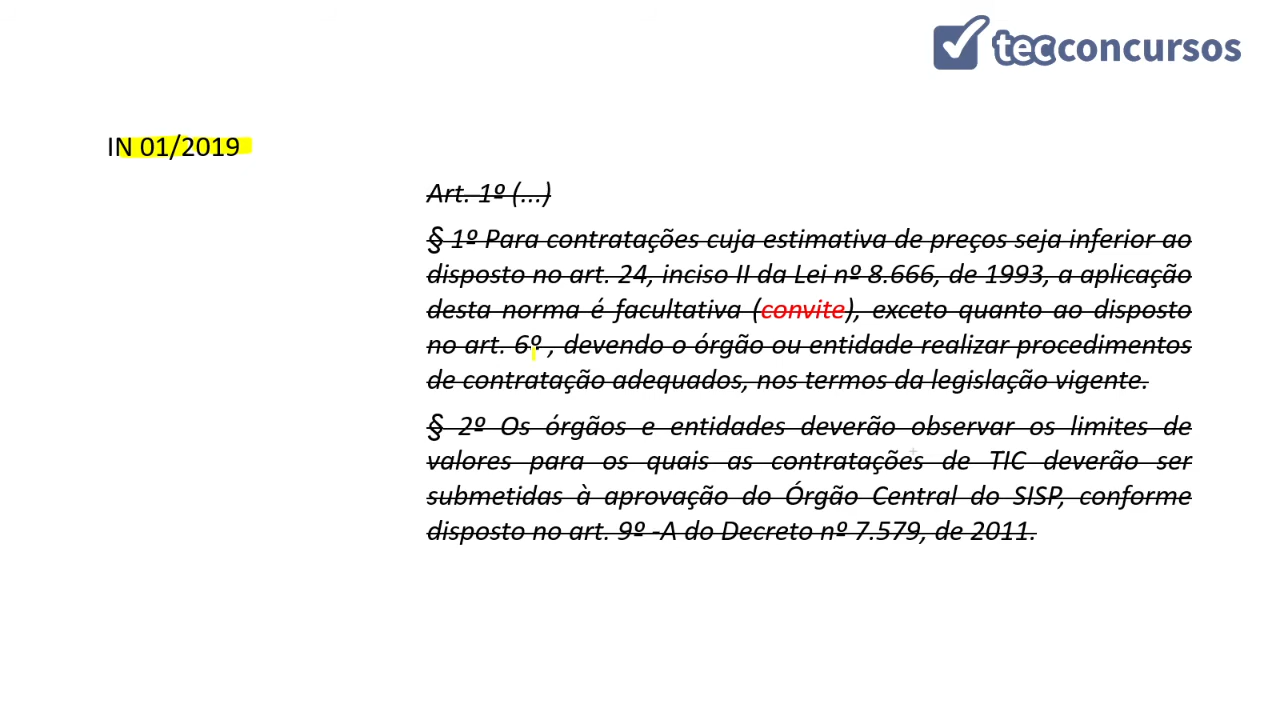 tecconcursos
IN 01/2019
Art. 1º (...)
§ 1º Para contratações cuja estimativa de preços seja inferior ao
disposto no art. 24, inciso II da Lei nº 8.666, de 1993, a aplicação
desta norma é facultativa (convite), exceto quanto ao disposto
no art. 6º , devendo o órgão ou entidade realizar procedimentos
de contratação adequados, nos termos da legislação vigente.
§ 2º Os órgãos e entidades deverão observar os limites de
valores para os quais as contratações de TIC deverão ser
submetidas à aprovação do Órgão Central do SISP, conforme
disposto no art. 9º -A do Decreto nº 7.579, de 2011.